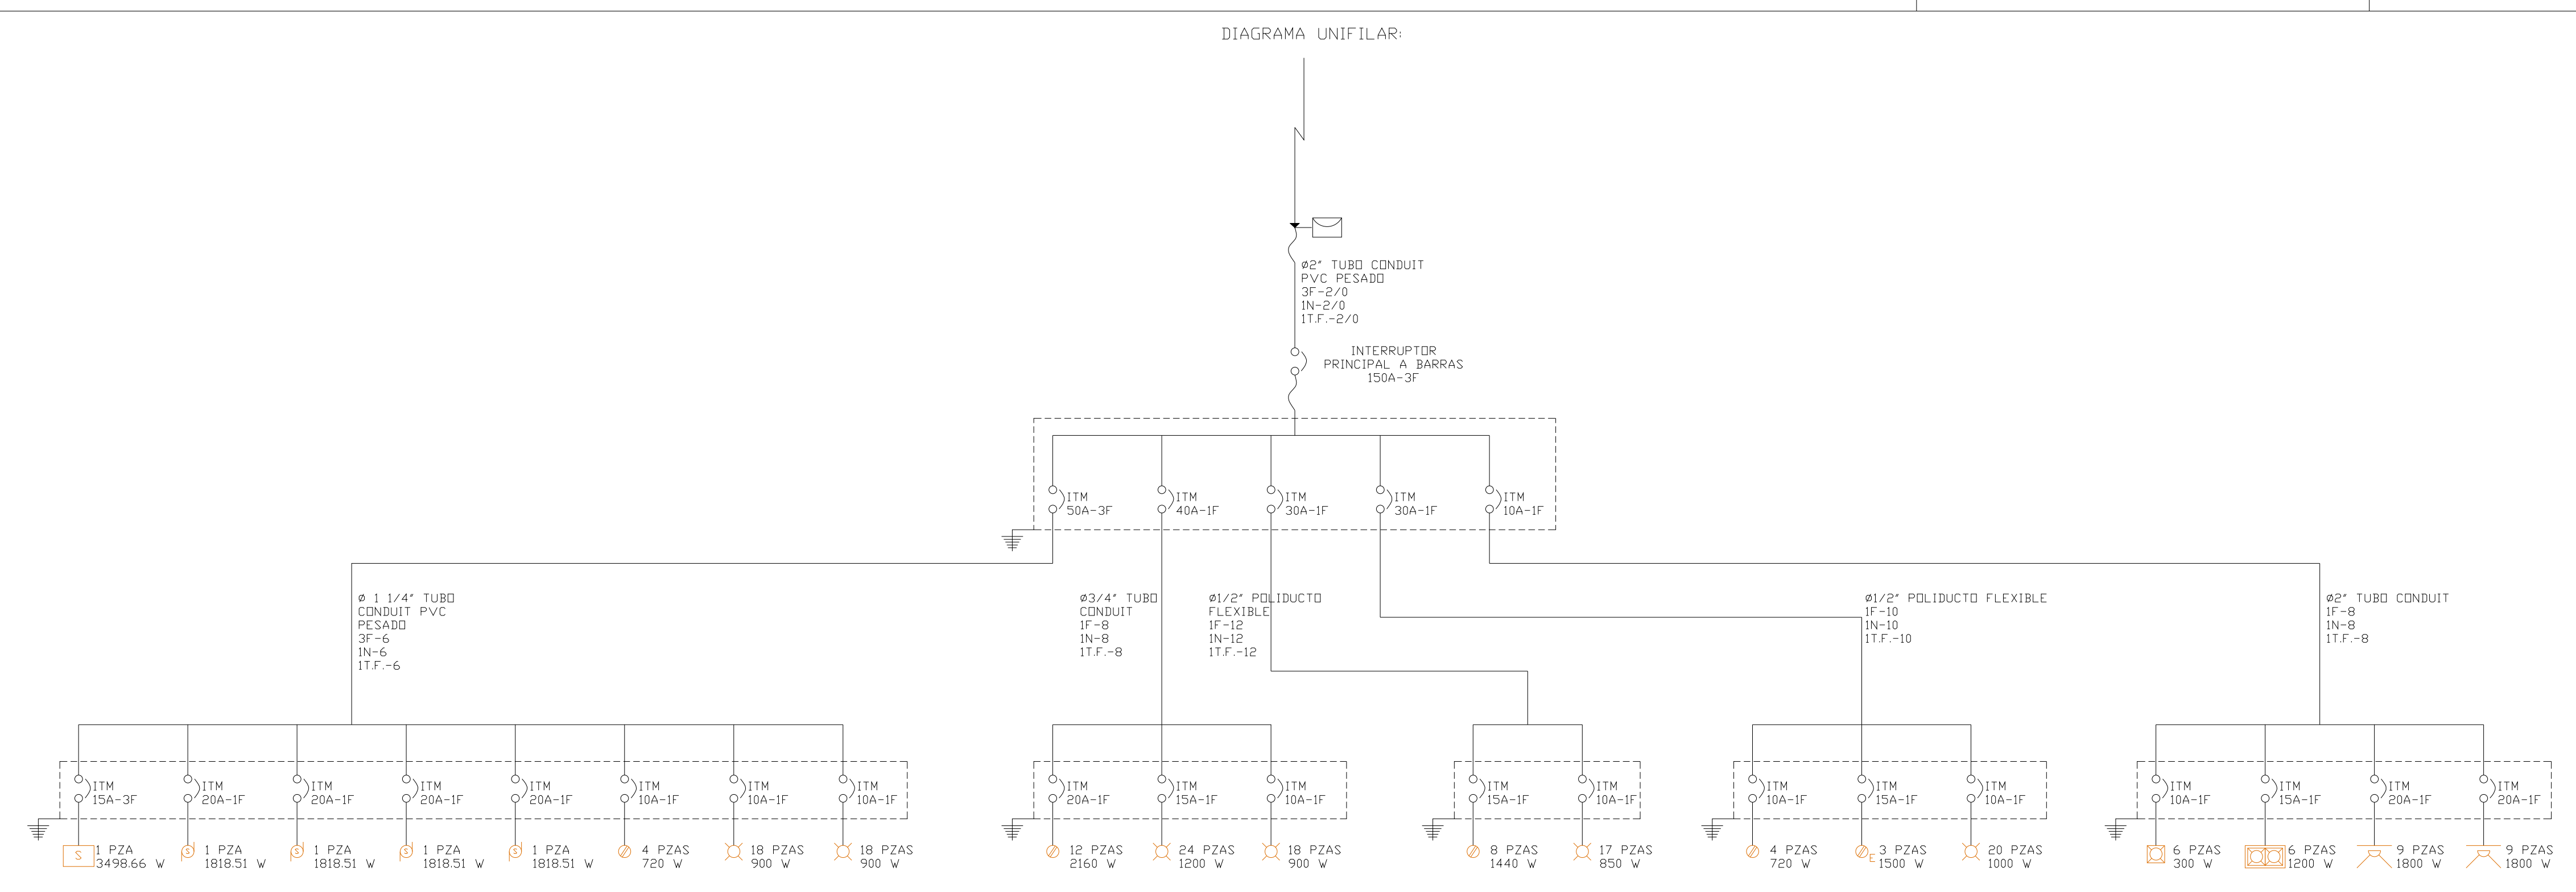 DIAGRAMA UNIFILAR:
Ø2" TUBO CONDUIT
PVC PESADO
3F-2/0
1N-2/0
1T.F.-2/0
INTERRUPTOR
PRINCIPAL A BARRAS
150A-3F
ITM
50A-3F
ITM
40A-1F
ITM
30A-1F
ITM
30A-1F
ITM
10A-1F
Ø 1 1/4" TUBO
CONDUIT PVC
PESADO
3F-6
1N-6
1T.F.-6
Ø3/4" TUBO
CONDUIT
1F-8
1N-8
1T.F.-8
Ø1/2" POLIDUCTO
FLEXIBLE
1F-12
1N-12
1T.F.-12
Ø1/2" POLIDUCTO FLEXIBLE
1F-10
1N-10
1T.F.-10
Ø2" TUBO CONDUIT
1F-8
1N-8
1T.F.-8
ITM
15A-3F
ITM
20A-1F
ITM
20A-1F
ITM
20A-1F
ITM
20A-1F
ITM
10A-1F
ITM
10A-1F
ITM
10A-1F
ITM
20A-1F
ITM
15A-1F
ITM
10A-1F
ITM
15A-1F
ITM
10A-1F
ITM
10A-1F
ITM
15A-1F
ITM
10A-1F
ITM
10A-1F
ITM
15A-1F
ITM
20A-1F
ITM
20A-1F
S
1 PZA
3498.66 W
S
1 PZA
1818.51 W
S
1 PZA
1818.51 W
S
1 PZA
1818.51 W
S
1 PZA
1818.51 W
4 PZAS
720 W
18 PZAS
900 W
18 PZAS
900 W
12 PZAS
2160 W
24 PZAS
1200 W
18 PZAS
900 W
8 PZAS
1440 W
17 PZAS
850 W
4 PZAS
720 W
E
3 PZAS
1500 W
20 PZAS
1000 W
6 PZAS
300 W
6 PZAS
1200 W
9 PZAS
1800 W
9 PZAS
1800 W